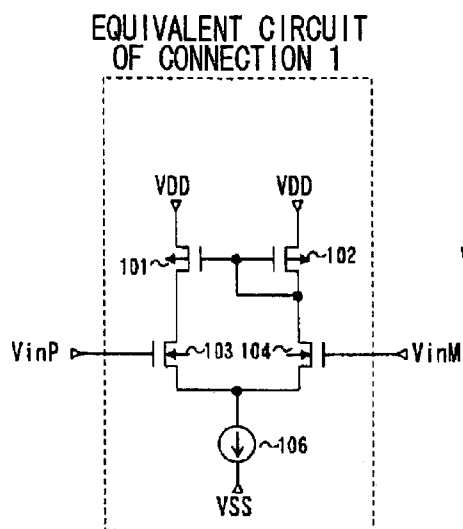 EQUIVALENT CIRCUIT
OF CONNECTION 1
VDD VDD
101 102
VinP 103 104 VinM
106
VSS